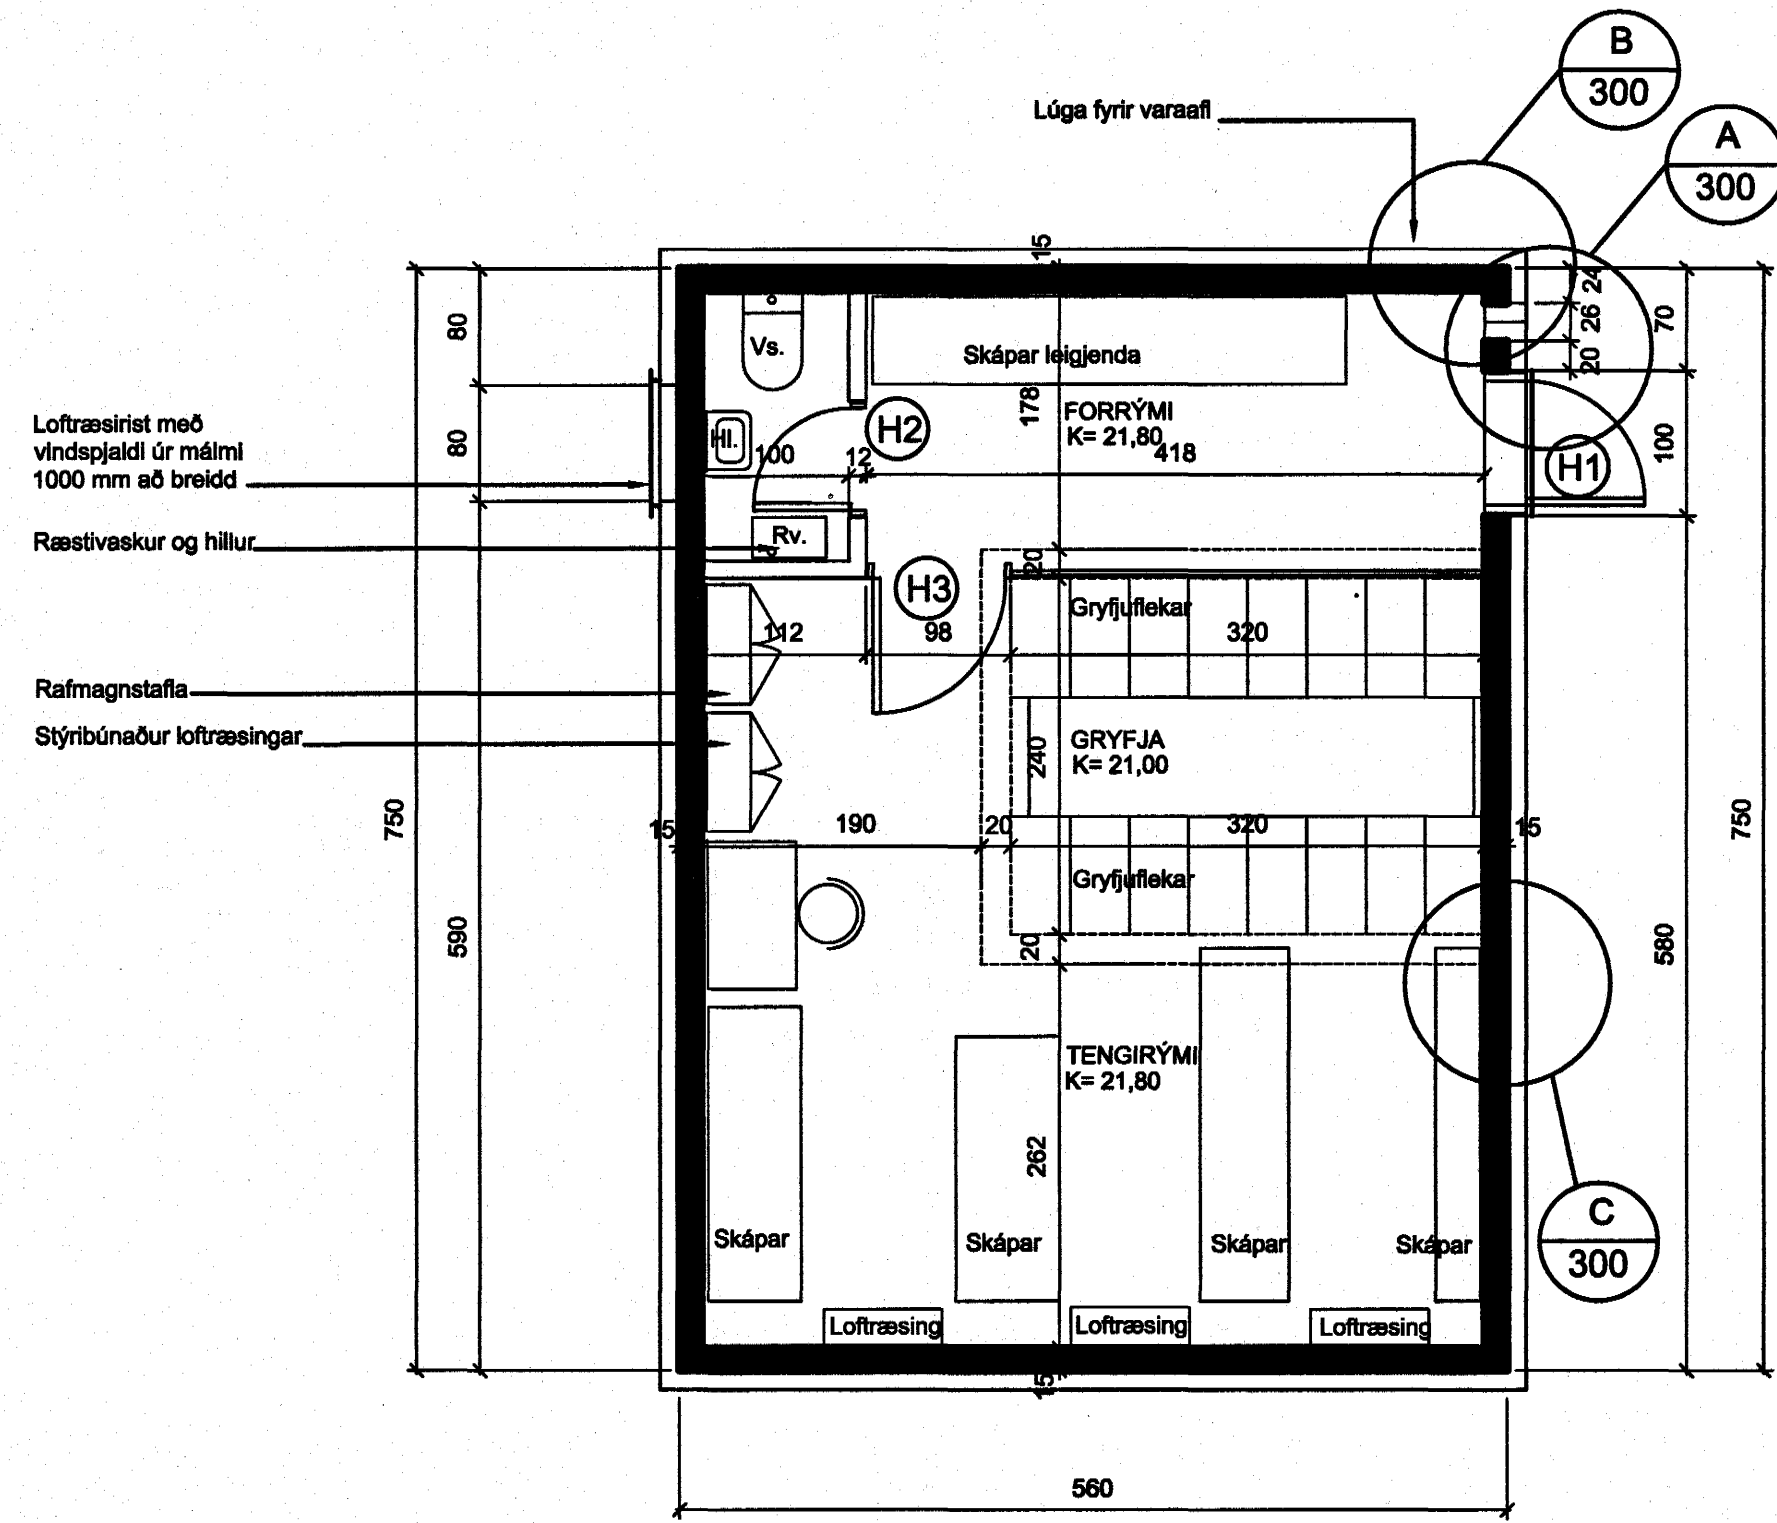 B
300
A
300
Lúga fyrir varaafl
15
24
26
20
70
80
Vs.
Skápar leigjenda
178
FORRÝMI
K= 21,80
418
H2
Hl.
100
12
80
100
H1
Loftræsirist með
vindspjaldi úr málmi
1000 mm að breidd
Ræstivaskur og hillur
Rv.
20
H3
Gryfjuflekar
112
98
320
Rafmagnstafla
Stýribúnaður loftræsingar
GRYFJA
K= 21,00
240
750
750
15
190
20
320
15
Gryfjuflekar
590
20
580
TENGIRÝMI
K= 21,80
262
Skápar
Skápar
Skápar
Skápar
C
300
Loftræsing
Loftræsing
Loftræsing
15
560